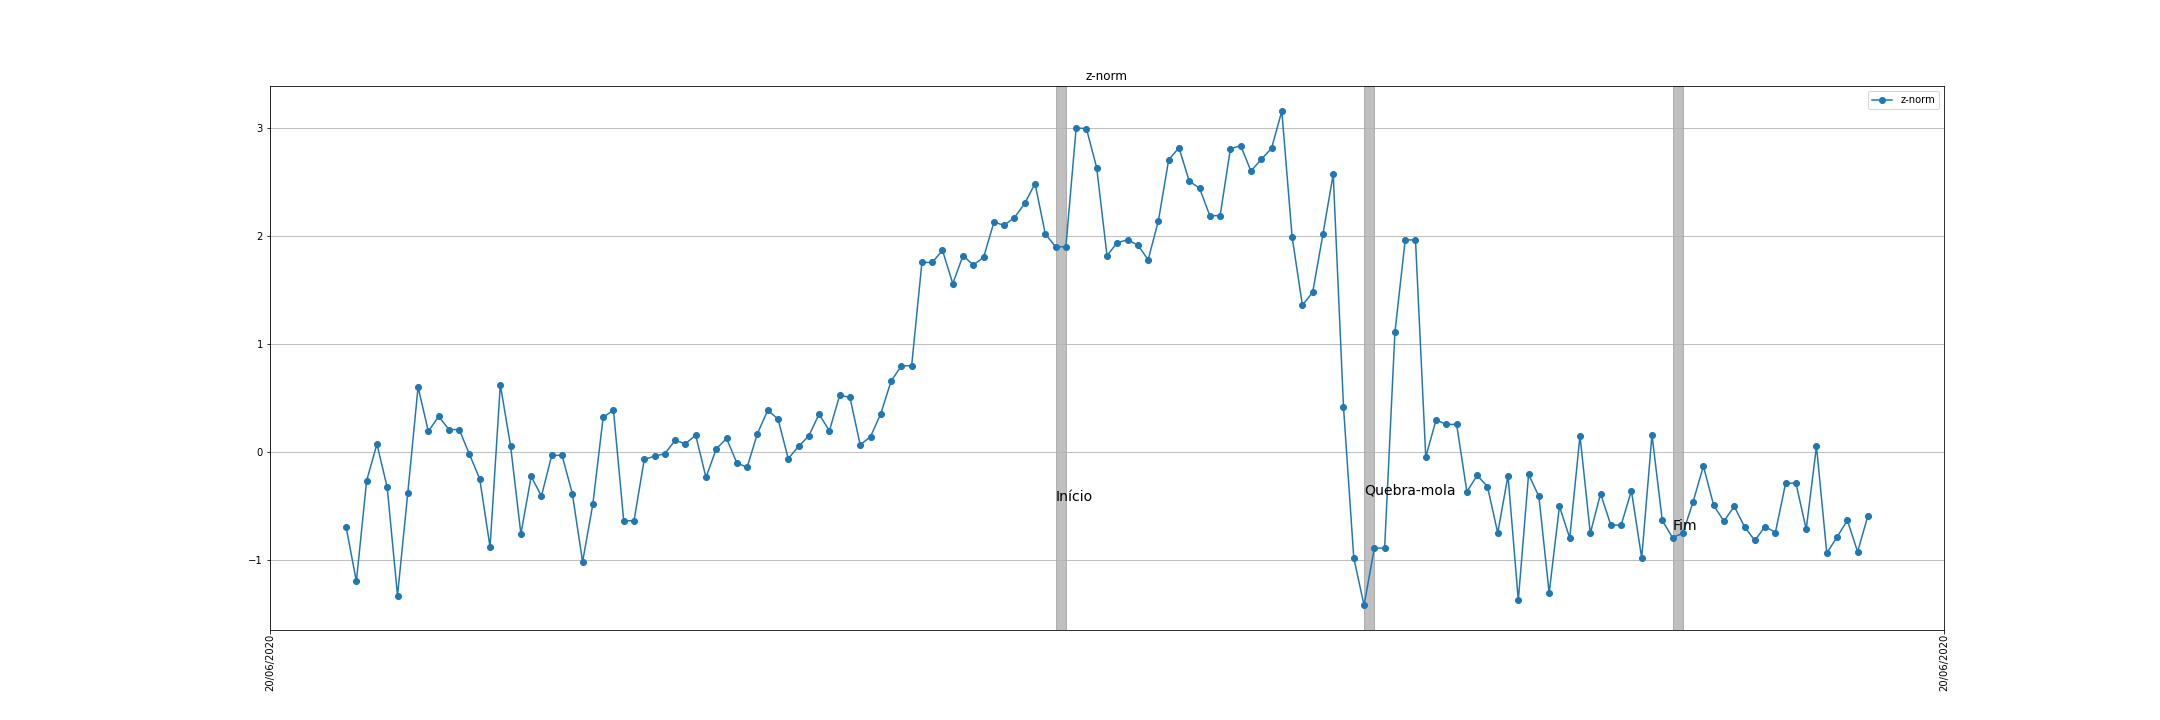 z-norm
z-norm
3
2
1
0
−1
Início
Quebra-mola
Fim
20/06/2020
20/06/2020